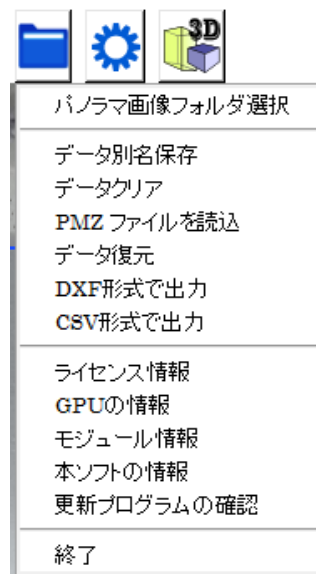 3D
パノラマ画像フォルダ選択
データ別名保存
データクリア
PMZ ファイルを読込
データ復元
DXF形式で出力
CSV形式で出力
ライセンス情報
GPUの情報
モジュール情報
本ソフトの情報
更新プログラムの確認
終了